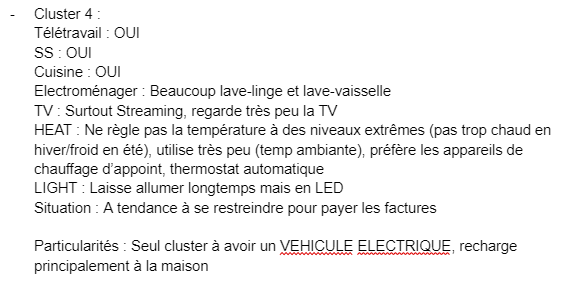 - Cluster 4 :
Télétravail : OUI
SS : OUI
Cuisine : OUI
Electroménager : Beaucoup lave-linge et lave-vaisselle
TV : Surtout Streaming, regarde très peu la TV
HEAT : Ne règle pas la température à des niveaux extrêmes (pas trop chaud en
hiver/froid en été), utilise très peu (temp ambiante), préfère les appareils de
chauffage d'appoint, thermostat automatique
LIGHT : Laisse allumer longtemps mais en LED
Situation : A tendance à se restreindre pour payer les factures
Particularités : Seul cluster à avoir un VEHICULE ELECTRIQUE, recharge
principalement à la maison